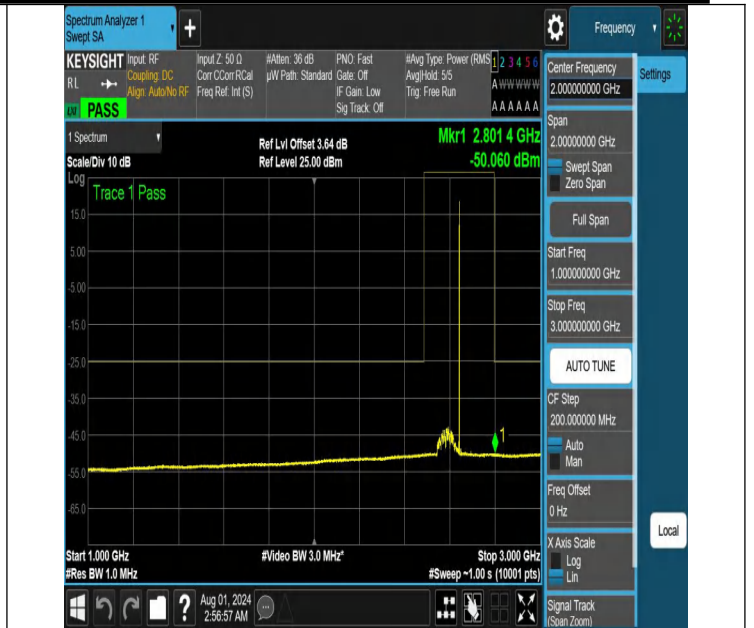 Spectrum Analyzer 1
Swept SA
Frequency
KEYSIGHT
RL
LXI
PASS
Input: RF
Coupling: DC
Align: Auto/No RF
Input Z: 50 Ω
Corr CCorr RCal
Freq Ref: Int (S)
#Atten: 36 dB
µW Path: Standard
PNO: Fast
Gate: Off
IF Gain: Low
Sig Track: Off
#Avg Type: Power (RMS
Avg|Hold: 5/5
Trig: Free Run
1 2 3 4 5 6
A W W W W W
A A A A A A
Center Frequency
2.000000000 GHz
Settings
Span
2.00000000 GHz
Swept Span
Zero Span
Full Span
Start Freq
1.000000000 GHz
Stop Freq
3.000000000 GHz
AUTO TUNE
CF Step
200.000000 MHz
Auto
Man
Freq Offset
0 Hz
X Axis Scale
Log
Lin
Local
Signal Track
(Span Zoom)
1 Spectrum
Scale/Div 10 dB
Ref Lvl Offset 3.64 dB
Ref Level 25.00 dBm
Mkr1 2.801 4 GHz
-50.060 dBm
Log
Trace 1 Pass
15.0
5.00
-5.00
-15.0
-25.0
-35.0
-45.0
-55.0
-65.0
1
Start 1.000 GHz
#Video BW 3.0 MHz*
Stop 3.000 GHz
#Res BW 1.0 MHz
#Sweep ~1.00 s (10001 pts)
?
Aug 01, 2024
2:56:57 AM